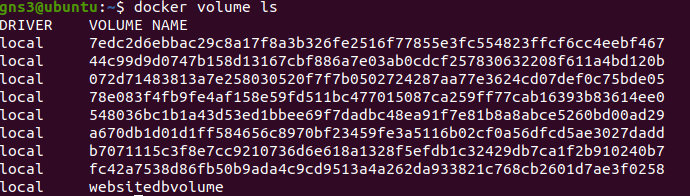 gns3@ubuntu:~$ docker volume ls
DRIVER VOLUME NAME
local 7edc2d6ebbac29c8a17f8a3b326fe2516f77855e3fc554823ffcf6cc4eebf467
local 44c99d9d0747b158d13167cbf886a7e03ab0cdcf257830632208f611a4bd120b
local 072d71483813a7e258030520f7f7b0502724287aa77e3624cd07def0c75bde05
local 78e083f4fb9fe4af158e59fd511bc477015087ca259ff77cab16393b83614ee0
local 548036bc1b1a43d53ed1bbee69f7dadbc48ea91f7e81b8a8abce5260bd00ad29
local a670db1d01d1ff584656c8970bf23459fe3a5116b02cf0a56dfcd5ae3027dadd
local b7071115c3f8e7cc9210736d6e618a1328f5efdb1c32429db7ca1f2b910240b7
local fc42a7538d86fb50b9ada4c9cd9513a4a262da933821c768cb2601d7ae3f0258
local websitedbvolume